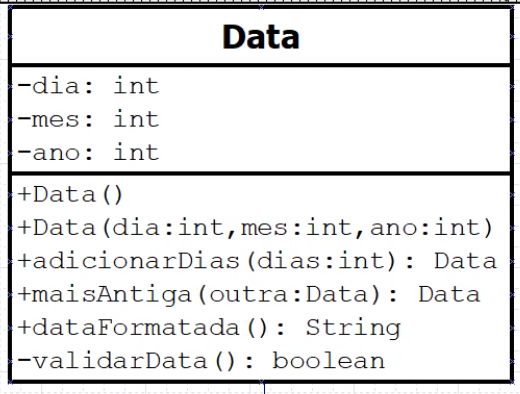 Data
-dia: int
-mes: int
-ano: int
+Data()
+Data(dia:int,mes:int,ano:int)
+adicionarDias(dias:int): Data
+maisAntiga(outra:Data): Data
+dataFormatada(): String
-validarData(): boolean